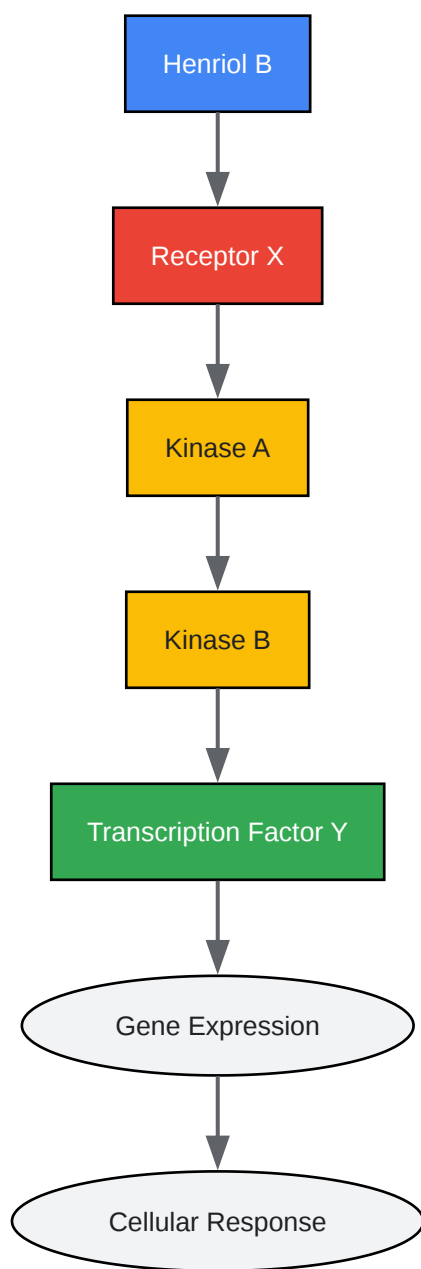 Henriol B
Receptor X
Kinase A
Kinase B
Transcription Factor Y
Gene Expression
Cellular Response